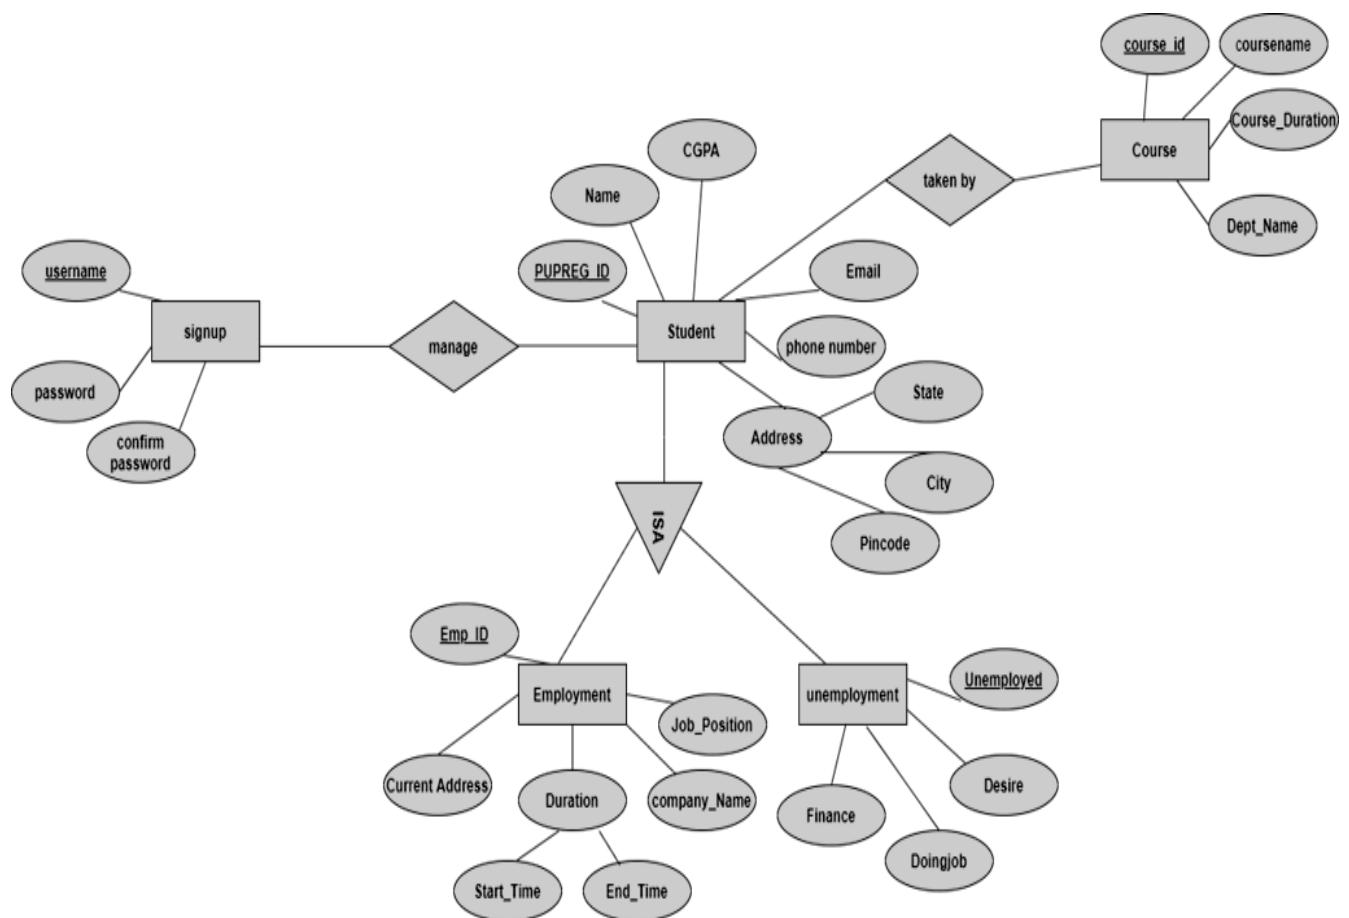 course_id
coursename
Course_Duration
Course
Dept_Name
taken by
CGPA
Name
PUPREG_ID
Email
Student
phone number
State
Address
City
Pincode
username
signup
manage
password
confirm
password
ISA
Emp_ID
Employment
Job_Position
Current Address
Duration
company_Name
Start_Time
End_Time
Unemployed
unemployment
Desire
Finance
Doingjob